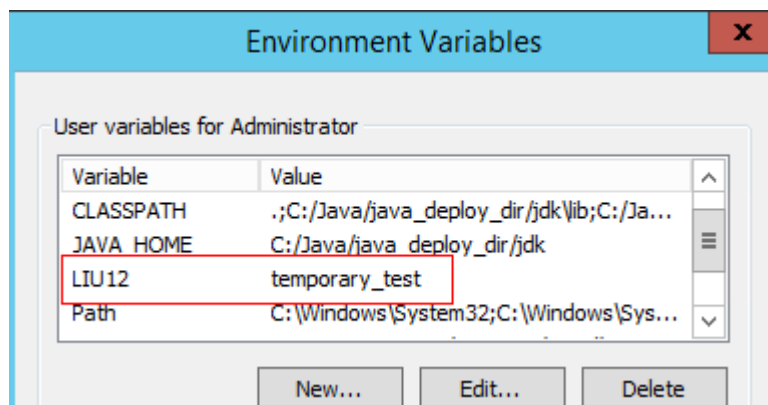 Environment Variables
x
User variables for Administrator
Variable Value
CLASSPATH .;C:/Java/java_deploy_dir/jdk\lib;C:/Ja...
JAVA_HOME C:/Java/java_deploy_dir/jdk
LIU12 temporary_test
Path C:\Windows\System32;C:\Windows\Sys...
New... Edit... Delete